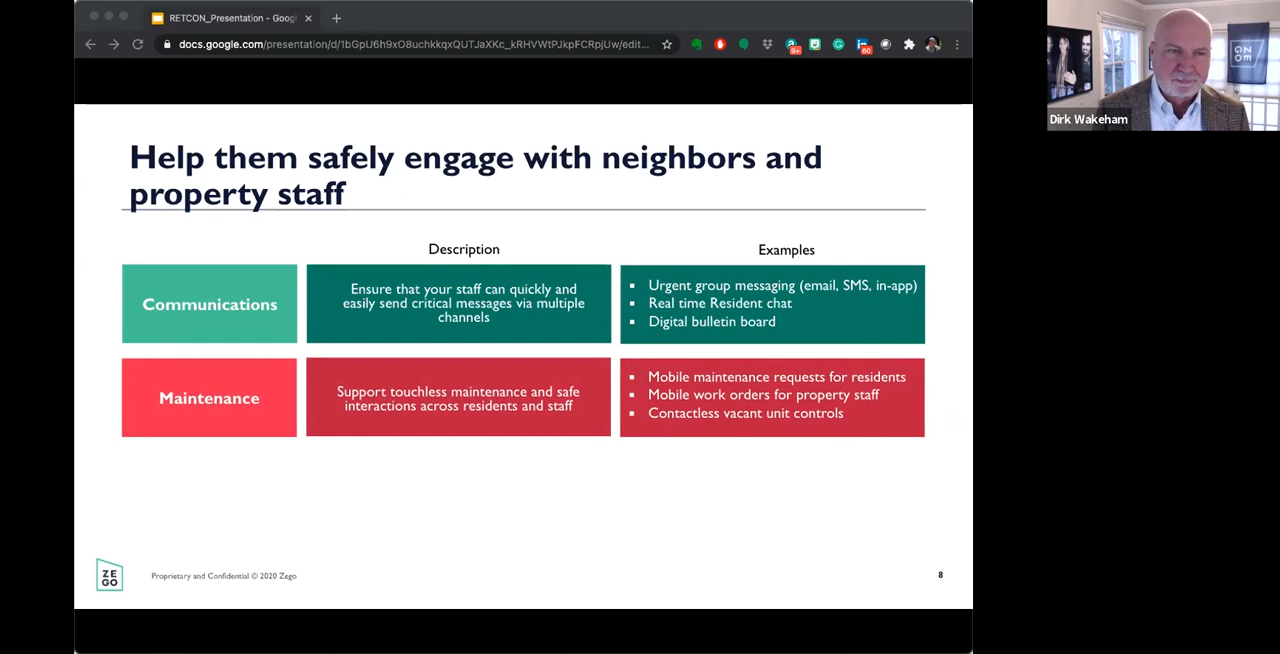 RETCON_Presentation - Googl
docs.google.com/presentation/d/1bGpU6h9xO8uchkkqxQUTJaXKc_kRHVWtPJkpFCRpjUw/edit...
9+
60
Dirk Wakeham
Help them safely engage with neighbors and
property staff
Description
Examples
Communications
Ensure that your staff can quickly and
easily send critical messages via multiple
channels
▪ Urgent group messaging (email, SMS, in-app)
▪ Real time Resident chat
▪ Digital bulletin board
Maintenance
Support touchless maintenance and safe
interactions across residents and staff
▪ Mobile maintenance requests for residents
▪ Mobile work orders for property staff
▪ Contactless vacant unit controls
ZE
GO
Proprietary and Confidential © 2020 Zego
8